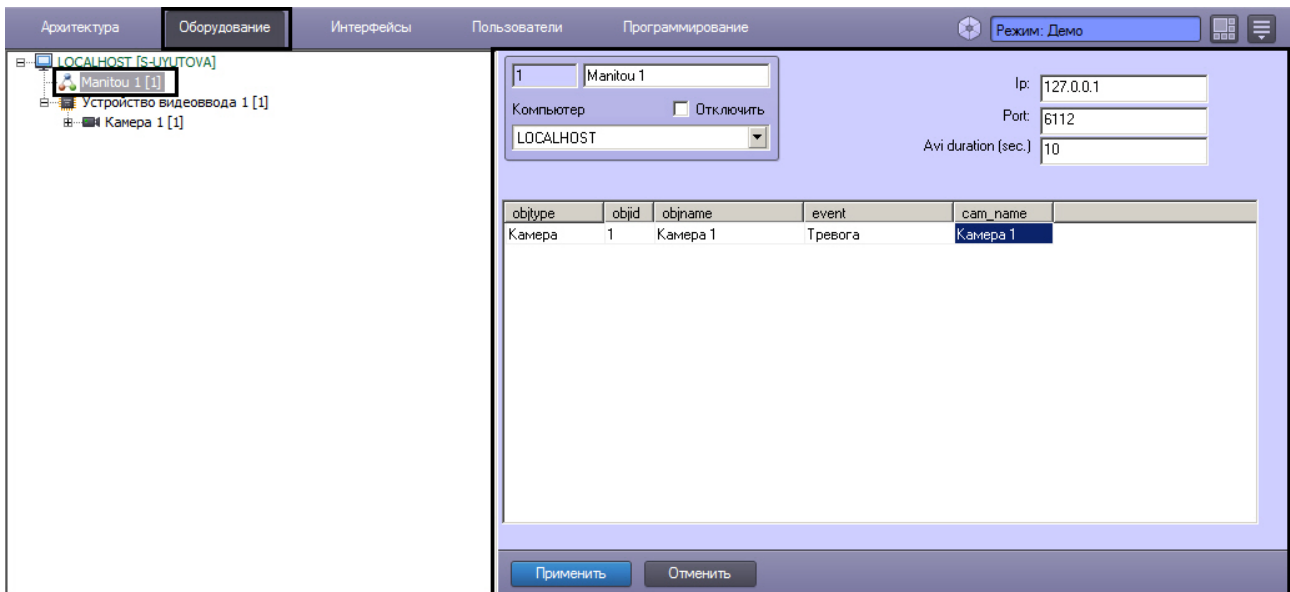 Архитектура Оборудование Интерфейсы Пользователи Программирование Режим: Демо
LOCALHOST [S-UYUTOVA]
Manitou 1 [1]
Устройство видеоввода 1 [1]
Камера 1 [1]
1 Manitou 1
Компьютер Отключить
LOCALHOST
Ip: 127.0.0.1
Port: 6112
Avi duration (sec.) 10
objtype objid objname event cam_name
Камера 1 Камера 1 Тревога Камера 1
Применить Отменить